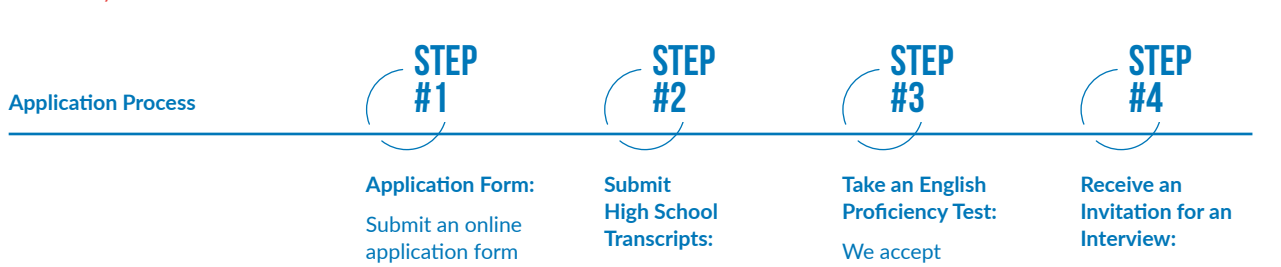 Application Process
STEP
#1
STEP
#2
STEP
#3
STEP
#4
Application Form:
Submit an online
application form
Submit
High School
Transcripts:
Take an English
Proficiency Test:
We accept
Receive an
Invitation for an
Interview: